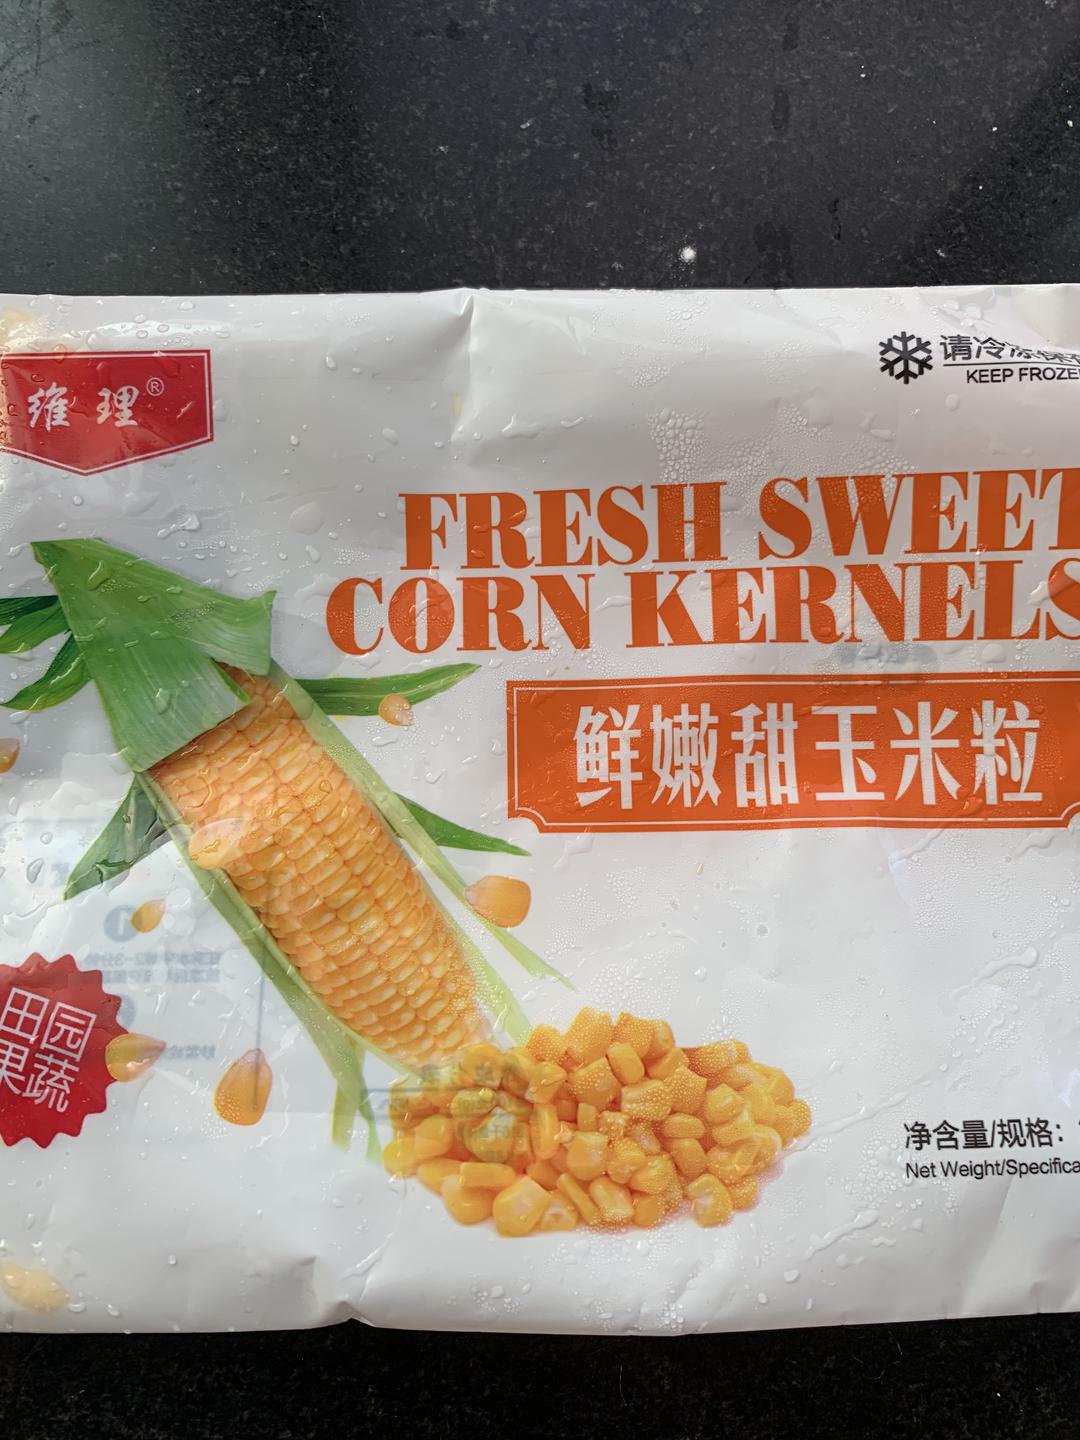 维理®
请冷冻
KEEP FROZE
FRESH SWEET
CORN KERNELS
鲜嫩甜玉米粒
田园
果蔬
净含量/规格：
Net Weight/Specifica